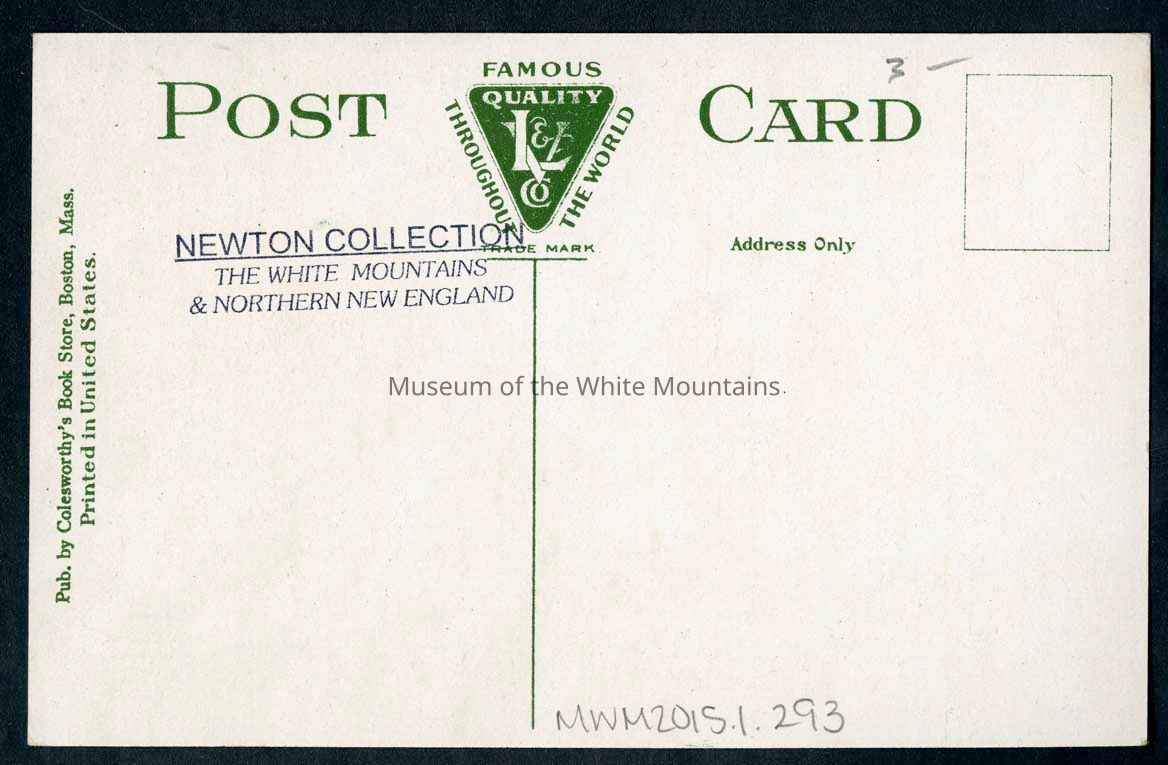 POST CARD
FAMOUS
QUALITY
THROUGHOUT
THE WORLD
K & L
CO
TRADE MARK
3 —
NEWTON COLLECTION
THE WHITE MOUNTAINS
& NORTHERN NEW ENGLAND
Address Only
Pub. by Colesworthy's Book Store, Boston, Mass.
Printed in United States.
Museum of the White Mountains.
MWM2015.1.293